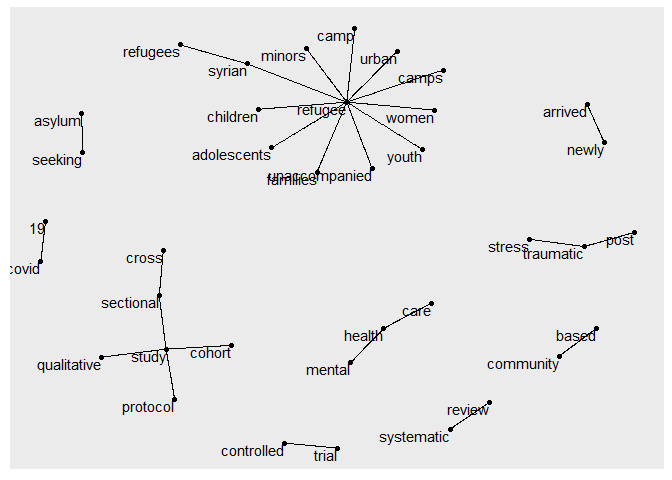 camp
refugees
minors
urban
syrian
camps
children
refugee
women
arrived
asylum
adolescents
youth
newly
seeking
unaccompanied
families
19
post
stress
traumatic
cross
covid
sectional
care
health
based
study
cohort
qualitative
mental
community
protocol
review
systematic
controlled
trial